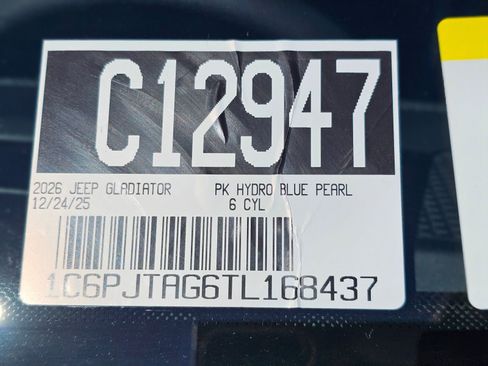 C12947
2026 JEEP GLADIATOR PK HYDRO BLUE PEARL
12/24/25 6 CYL
1C6PJTAG6TL168437